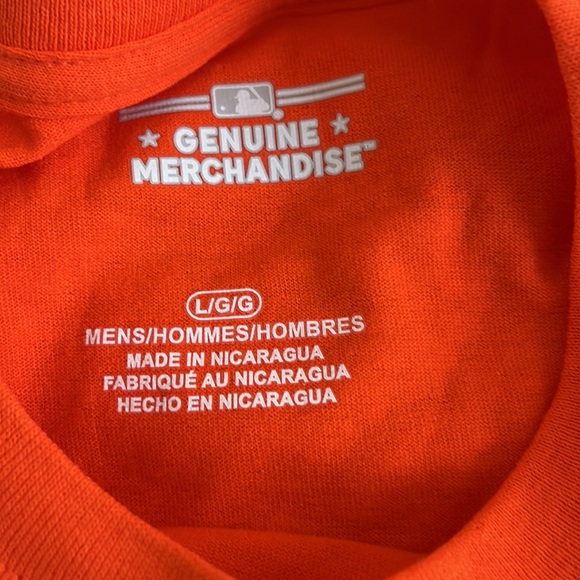 GENUINE
MERCHANDISE™
L/G/G
MENS/HOMMES/HOMBRES
MADE IN NICARAGUA
FABRIQUÉ AU NICARAGUA
HECHO EN NICARAGUA